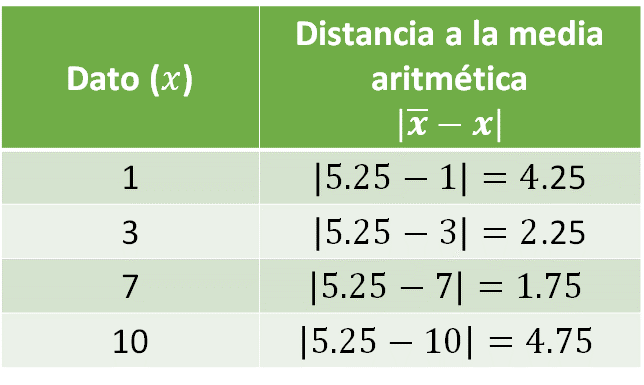 Dato (x)
Distancia a la media
aritmética
|x̅ − x|
1
|5.25 − 1| = 4.25
3
|5.25 − 3| = 2.25
7
|5.25 − 7| = 1.75
10
|5.25 − 10| = 4.75